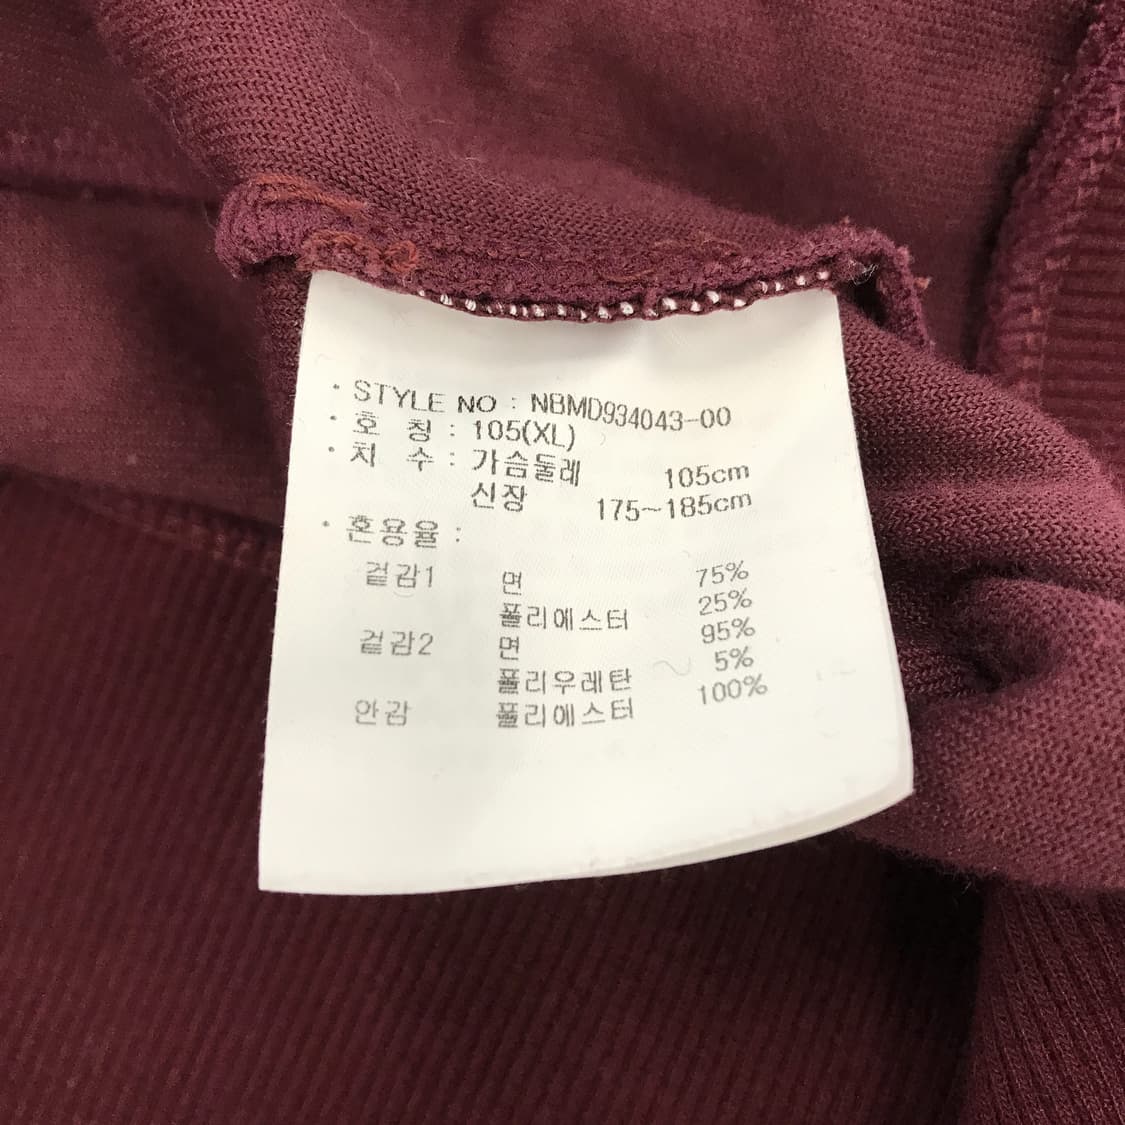 · STYLE NO : NBMD934043-00
· 호 칭 : 105(XL)
· 치 수 : 가슴둘레 105cm
신장 175~185cm
· 혼용율 :
겉감1 면 75%
폴리에스터 25%
겉감2 면 95%
폴리우레탄 5%
안감 폴리에스터 100%